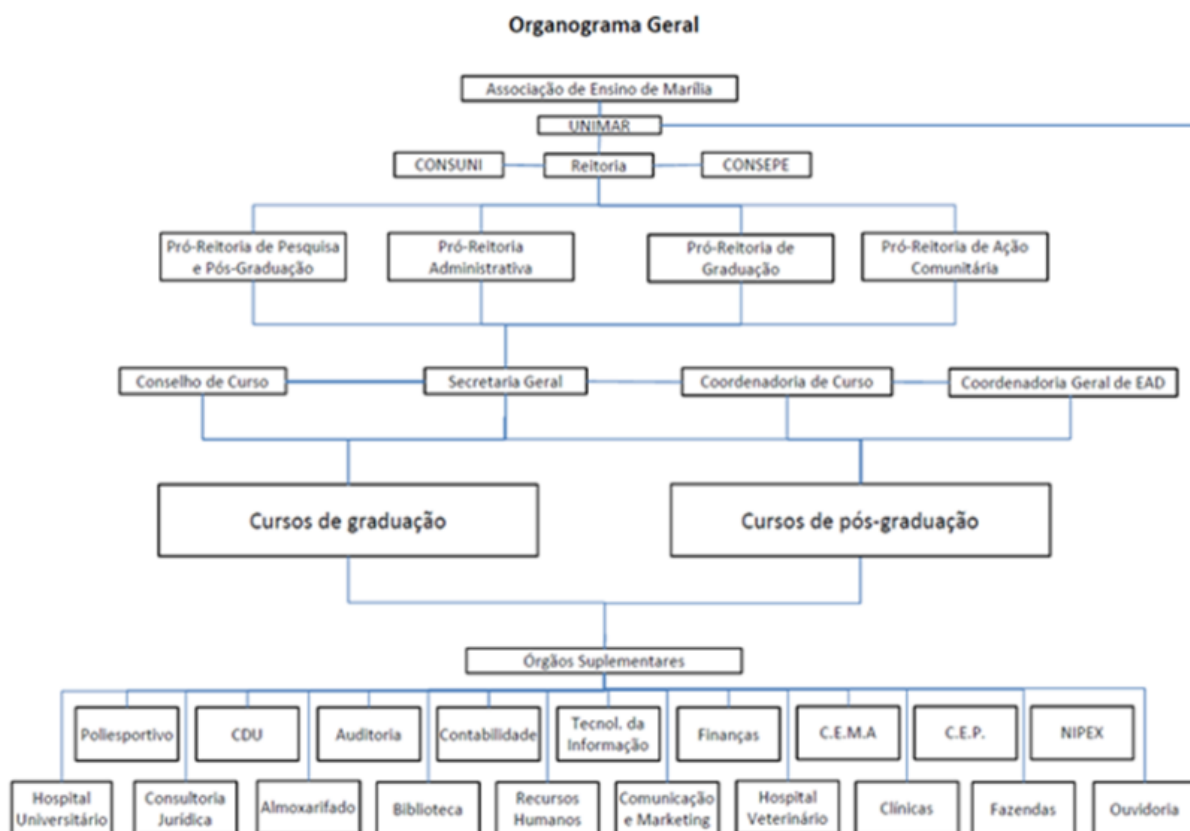 Organograma Geral
Associação de Ensino de Marília
UNIMAR
CONSUNI
Reitoria
CONSEPE
Pró-Reitoria de Pesquisa
e Pós-Graduação
Pró-Reitoria
Administrativa
Pró-Reitoria de
Graduação
Pró-Reitoria de Ação
Comunitária
Conselho de Curso
Secretaria Geral
Coordenadoria de Curso
Coordenadoria Geral de EAD
Cursos de graduação
Cursos de pós-graduação
Órgãos Suplementares
Poliesportivo
CDU
Auditoria
Contabilidade
Tecnol. da
Informação
Finanças
C.E.M.A
C.E.P.
NIPEX
Hospital
Universitário
Consultoria
Jurídica
Almoxarifado
Biblioteca
Recursos
Humanos
Comunicação
e Marketing
Hospital
Veterinário
Clínicas
Fazendas
Ouvidoria